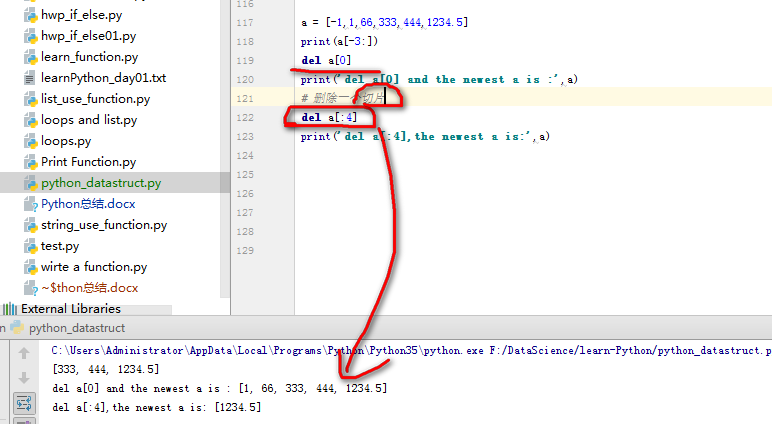 hwp_if_else.py
hwp_if_else01.py
learn_function.py
learnPython_day01.txt
list_use_function.py
loops and list.py
loops.py
Print Function.py
python_datastruct.py
Python总结.docx
string_use_function.py
test.py
wirte a function.py
~$thon总结.docx
External Libraries
116
117 a = [-1,1,66,333,444,1234.5]
118 print(a[-3:])
119 del a[0]
120 print('del a[0] and the newest a is :',a)
121 # 删除一个切片
122 del a[:4]
123 print('del a[:4],the newest a is:',a)
124
125
126
127
128
129
n python_datastruct
C:\Users\Administrator\AppData\Local\Programs\Python\Python35\python.exe F:/DataScience/learn-Python/python_datastruct.p
[333, 444, 1234.5]
del a[0] and the newest a is : [1, 66, 333, 444, 1234.5]
del a[:4],the newest a is: [1234.5]